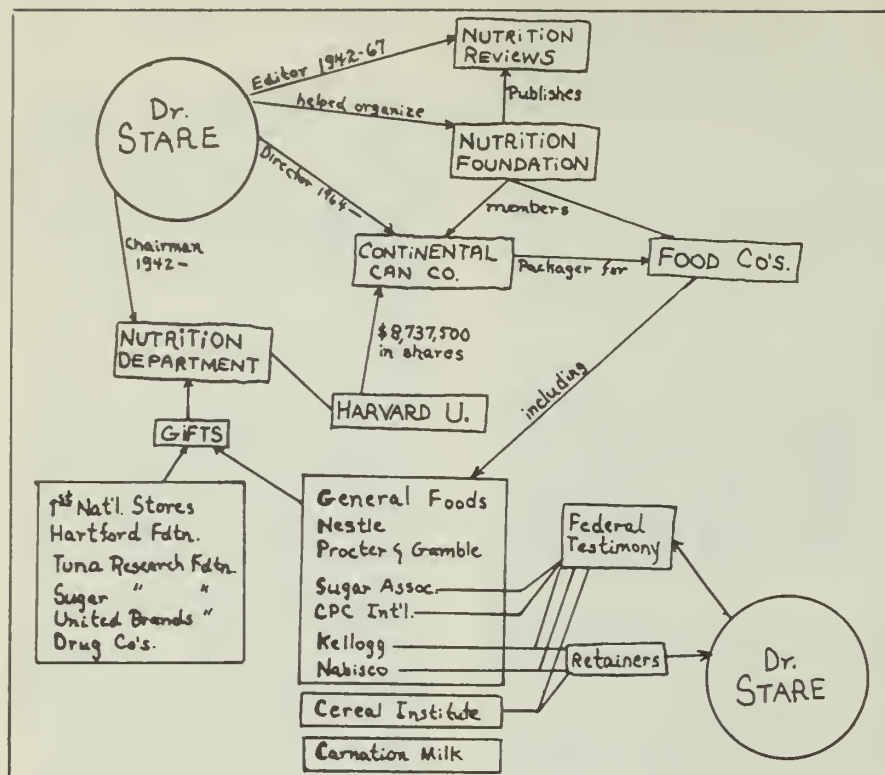 NUTRITION
REVIEWS
Editor 1942-67
Publishes
helped organize
Dr.
STARE
NUTRITION
FOUNDATION
Director 1964—
members
Chairman
1942—
CONTINENTAL
CAN CO.
Packager for
FOOD Co's.
NUTRITION
DEPARTMENT
$8,737,500
in shares
HARVARD U.
including
GIFTS
1st Nat'l. Stores
Hartford Fdtn.
Tuna Research Fdtn.
Sugar " "
United Brands "
Drug Co's.
General Foods
Nestle
Procter & Gamble
Sugar Assoc.
CPC Int'l.
Kellogg
Nabisco
Cereal Institute
Carnation Milk
Federal
Testimony
Retainers
Dr.
STARE